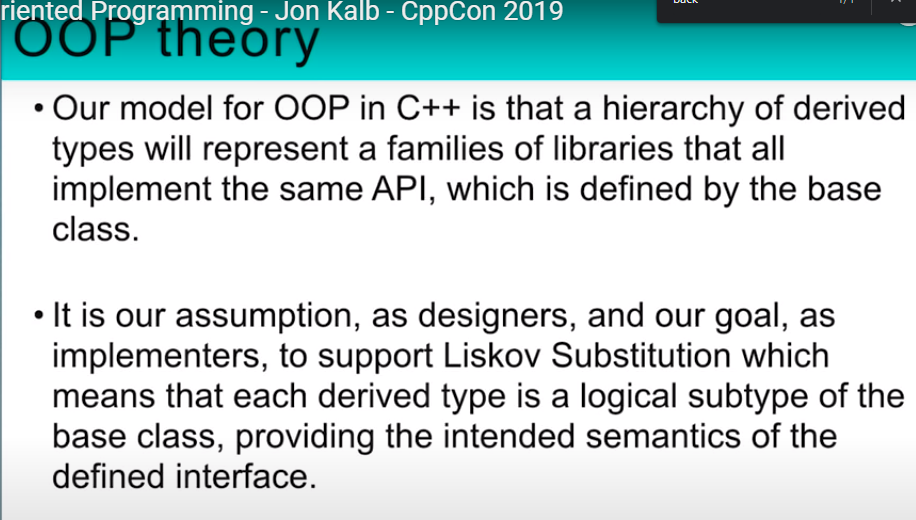 riented Programming - Jon Kalb - CppCon 2019
back
1/1
OOP theory
• Our model for OOP in C++ is that a hierarchy of derived
types will represent a families of libraries that all
implement the same API, which is defined by the base
class.
• It is our assumption, as designers, and our goal, as
implementers, to support Liskov Substitution which
means that each derived type is a logical subtype of the
base class, providing the intended semantics of the
defined interface.